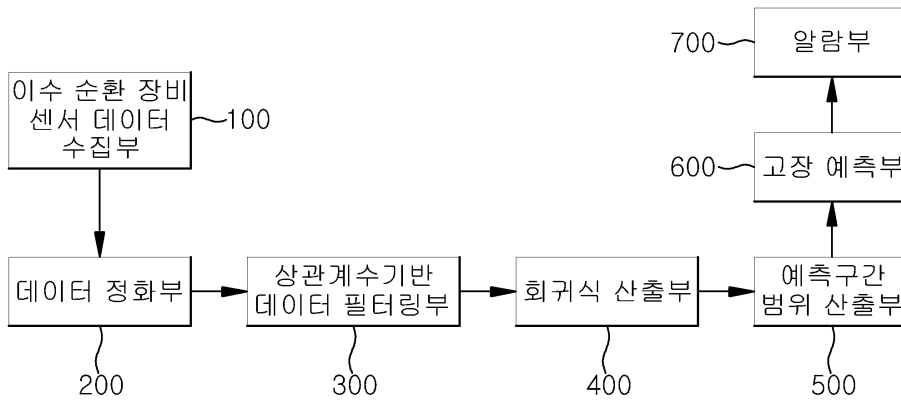 700
알람부
이수 순환 장비
센서 데이터
수집부
100
600
고장 예측부
데이터 정화부
상관계수기반
데이터 필터링부
회귀식 산출부
예측구간
범위 산출부
200
300
400
500